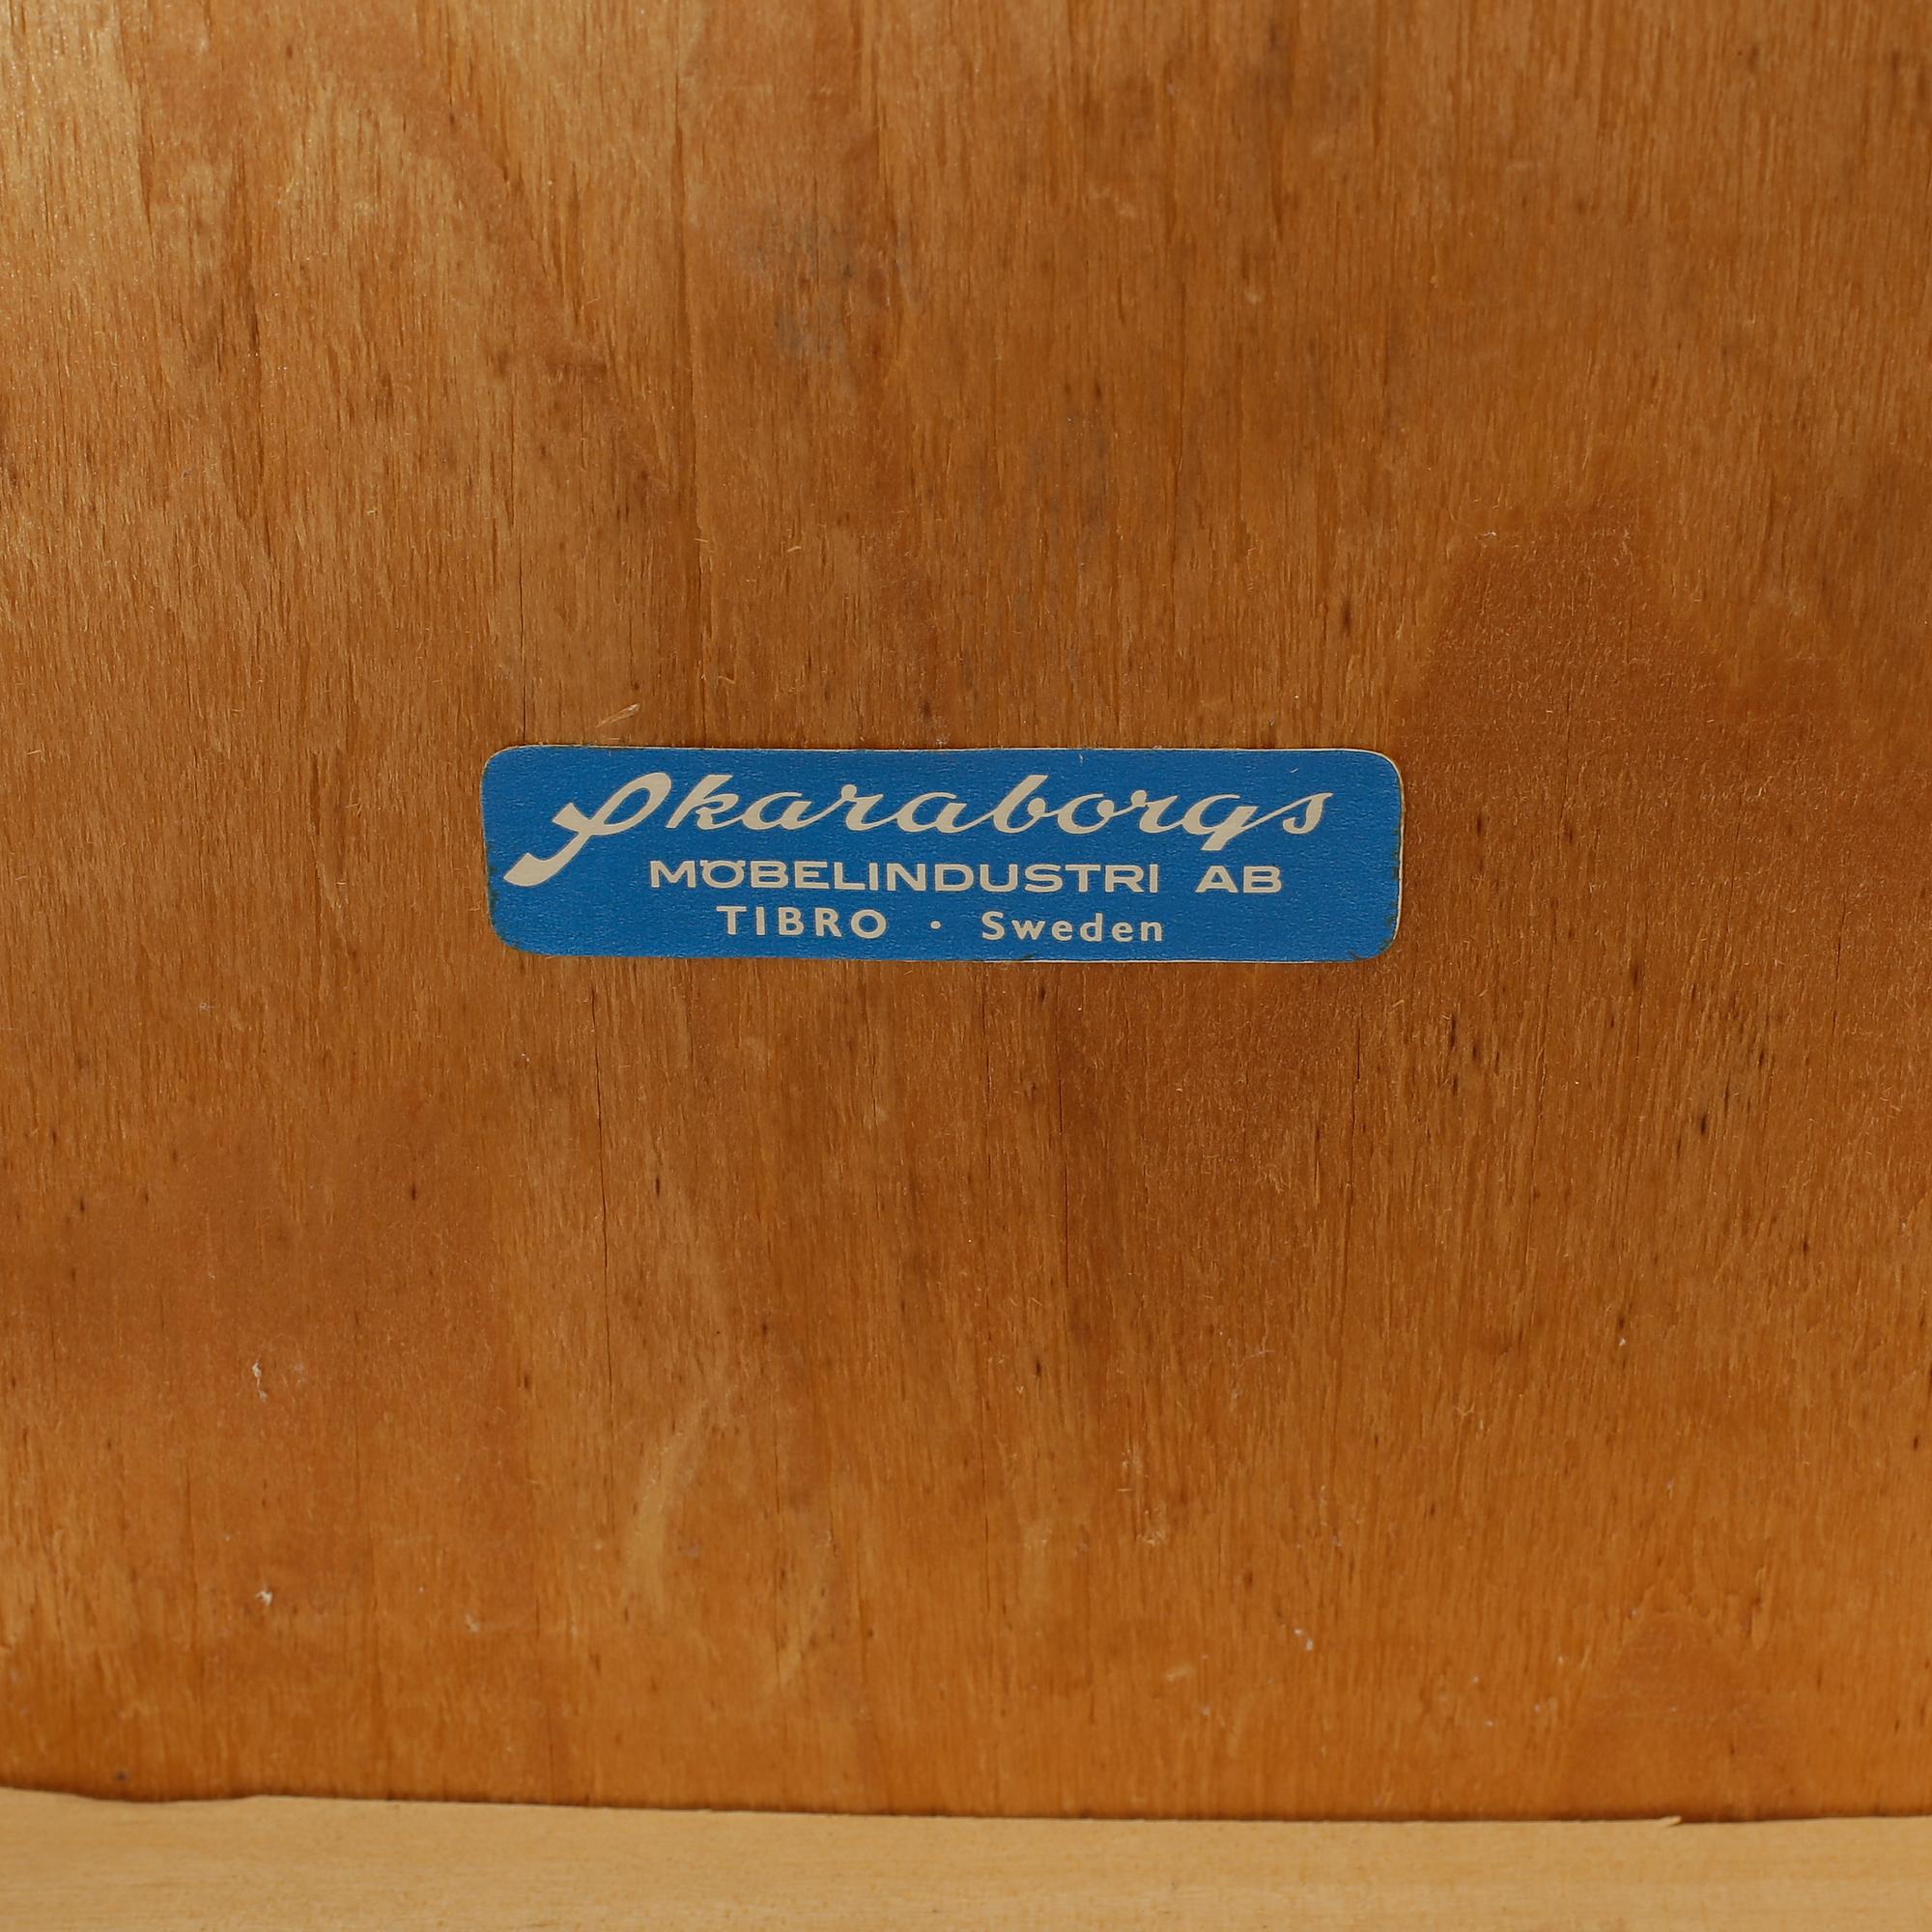 Skaraborgs
MÖBELINDUSTRI AB
TIBRO · Sweden